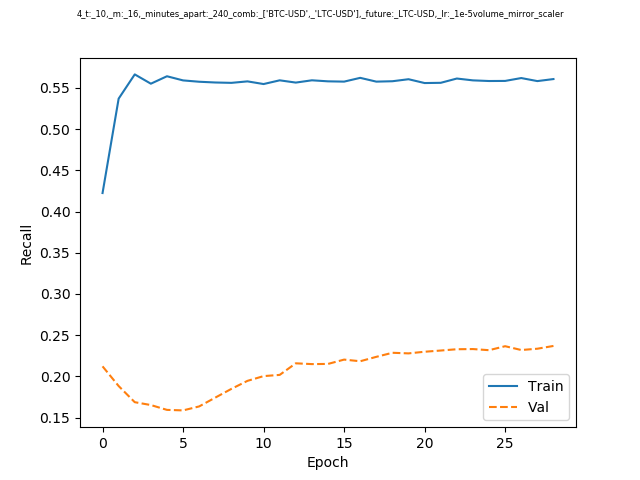 4_t:_10,_m:_16,_minutes_apart:_240_comb:_['BTC-USD',_'LTC-USD'],_future:_LTC-USD,_lr:_1e-5volume_mirror_scaler
0.55
0.50
0.45
0.40
0.35
0.30
0.25
0.20
0.15
Recall
Train
Val
0 5 10 15 20 25
Epoch